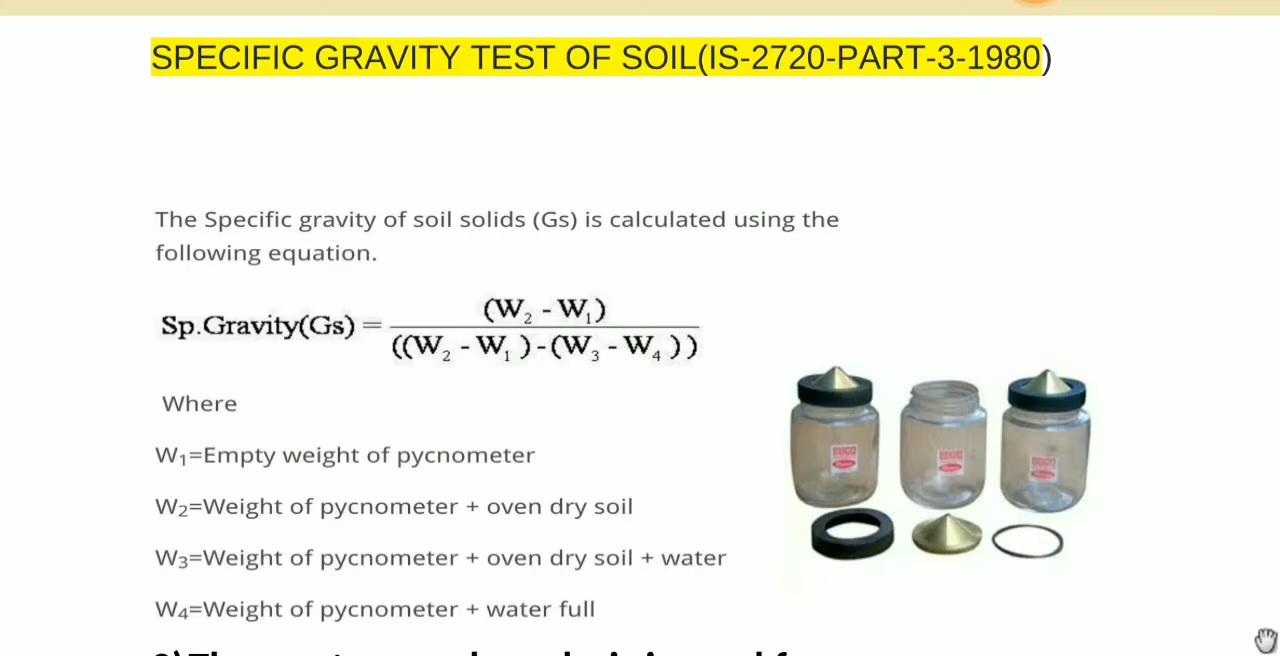 SPECIFIC GRAVITY TEST OF SOIL(IS-2720-PART-3-1980)
The Specific gravity of soil solids (Gs) is calculated using the
following equation.
Sp.Gravity(Gs) = (W₂ - W₁) / ((W₂ - W₁) - (W₃ - W₄))
Where
W₁=Empty weight of pycnometer
W₂=Weight of pycnometer + oven dry soil
W₃=Weight of pycnometer + oven dry soil + water
W₄=Weight of pycnometer + water full